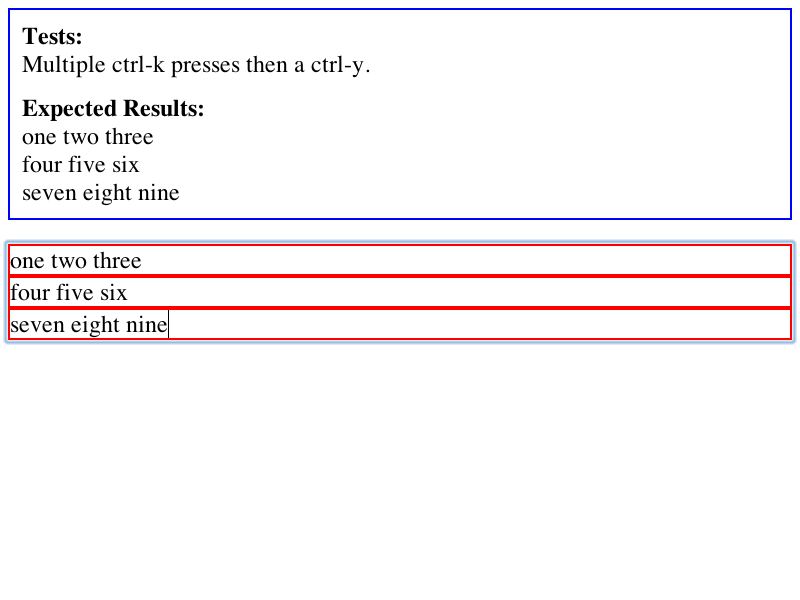 Tests:
Multiple ctrl-k presses then a ctrl-y.
Expected Results:
one two three
four five six
seven eight nine
one two three
four five six
seven eight nine